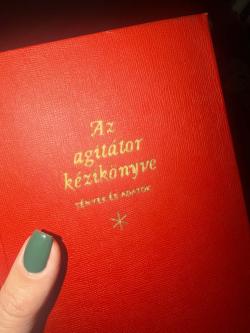 Az
agitátor
kézikönyve
TÉNYEK ÉS ADATOK